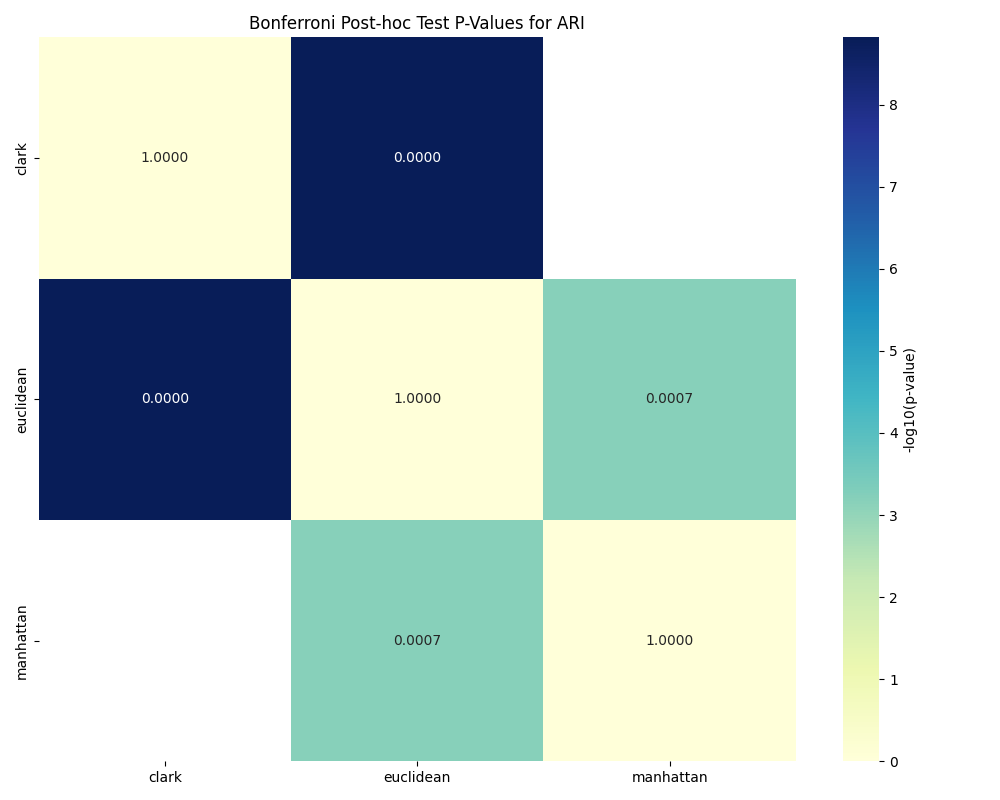 Bonferroni Post-hoc Test P-Values for ARI
clark
1.0000
0.0000
euclidean
0.0000
1.0000
0.0007
manhattan
0.0007
1.0000
clark
euclidean
manhattan
8
7
6
5
4
3
2
1
0
-log10(p-value)